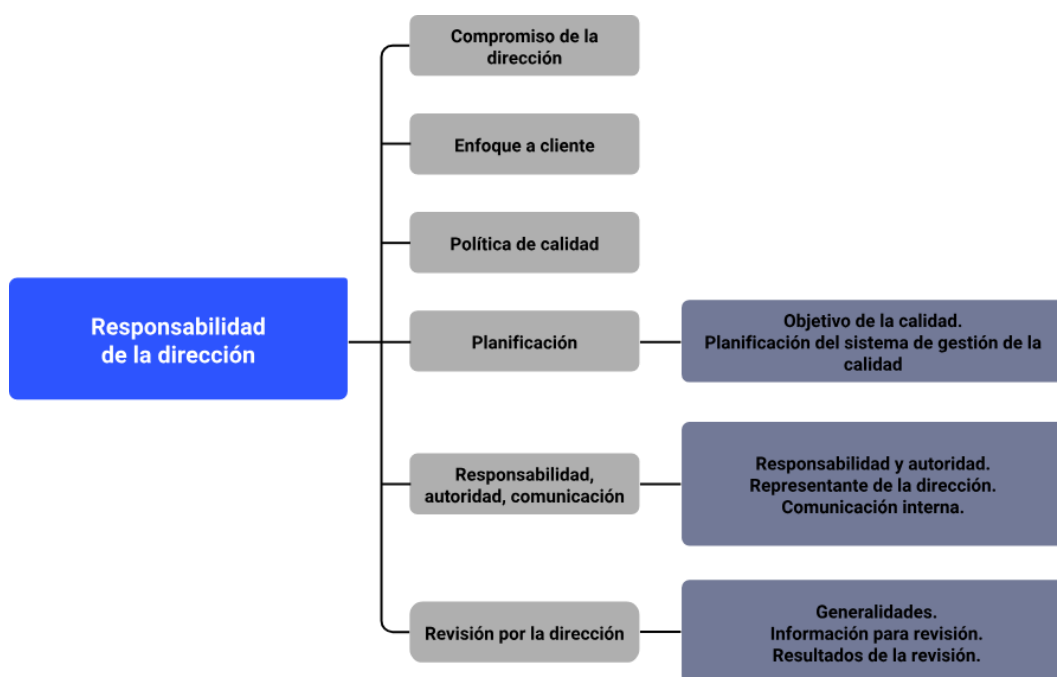 Compromiso de la
dirección
Enfoque a cliente
Política de calidad
Responsabilidad
de la dirección
Planificación
Objetivo de la calidad.
Planificación del sistema de gestión de la
calidad
Responsabilidad,
autoridad, comunicación
Responsabilidad y autoridad.
Representante de la dirección.
Comunicación interna.
Revisión por la dirección
Generalidades.
Información para revisión.
Resultados de la revisión.